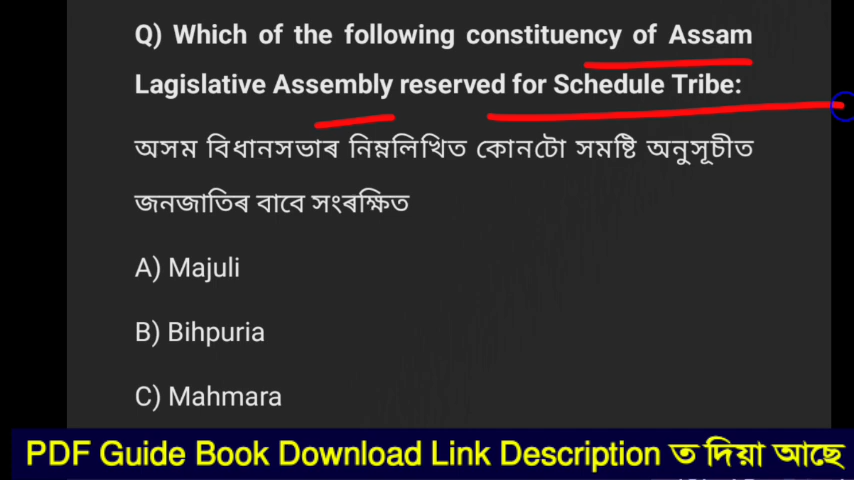 Q) Which of the following constituency of Assam
Lagislative Assembly reserved for Schedule Tribe:
অসম বিধানসভাৰ নিম্নলিখিত কোনটো সমষ্টি অনুসূচীত
জনজাতিৰ বাবে সংৰক্ষিত
A) Majuli
B) Bihpuria
C) Mahmara
PDF Guide Book Download Link Description ত দিয়া আছে